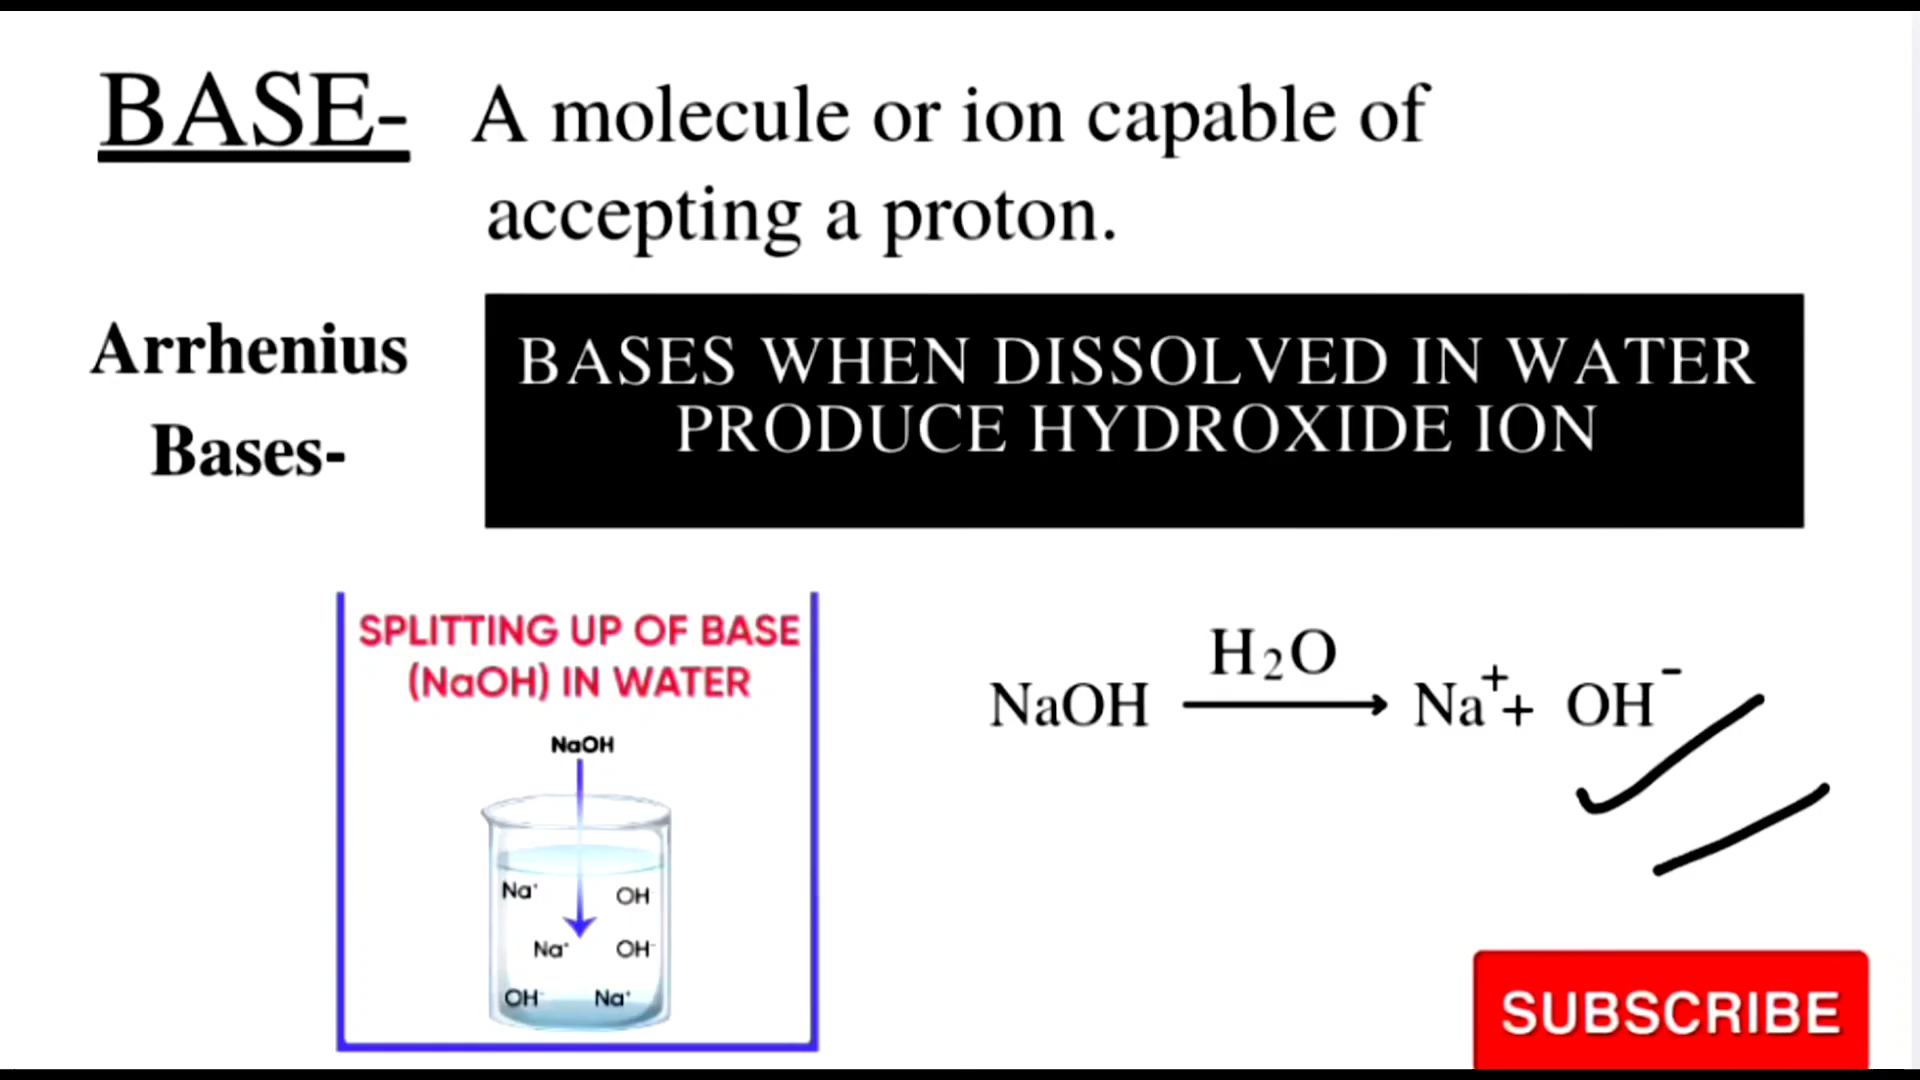 BASE- A molecule or ion capable of
accepting a proton.
Arrhenius
Bases-
BASES WHEN DISSOLVED IN WATER
PRODUCE HYDROXIDE ION
SPLITTING UP OF BASE
(NaOH) IN WATER
NaOH
Na⁺ OH
Na⁺ OH⁻
OH⁻ Na⁺
H₂O
NaOH → Na⁺ + OH⁻
SUBSCRIBE